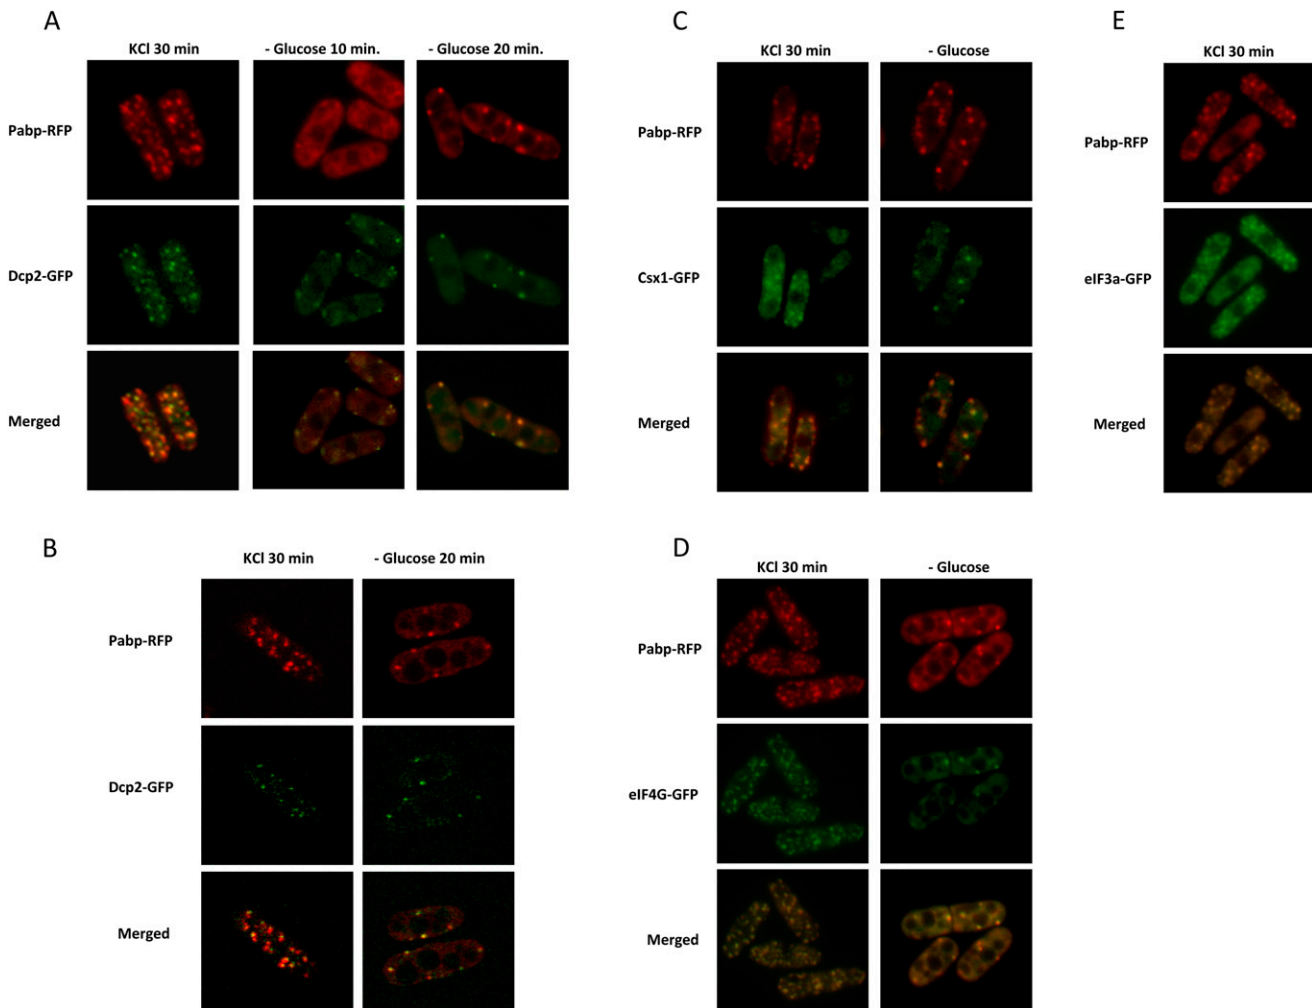 A
KCl 30 min
- Glucose 10 min.
- Glucose 20 min.
Pabp-RFP
Dcp2-GFP
Merged
B
KCl 30 min
- Glucose 20 min
Pabp-RFP
Dcp2-GFP
Merged
C
KCl 30 min
- Glucose
Pabp-RFP
Csx1-GFP
Merged
D
KCl 30 min
- Glucose
Pabp-RFP
eIF4G-GFP
Merged
E
KCl 30 min
Pabp-RFP
eIF3a-GFP
Merged